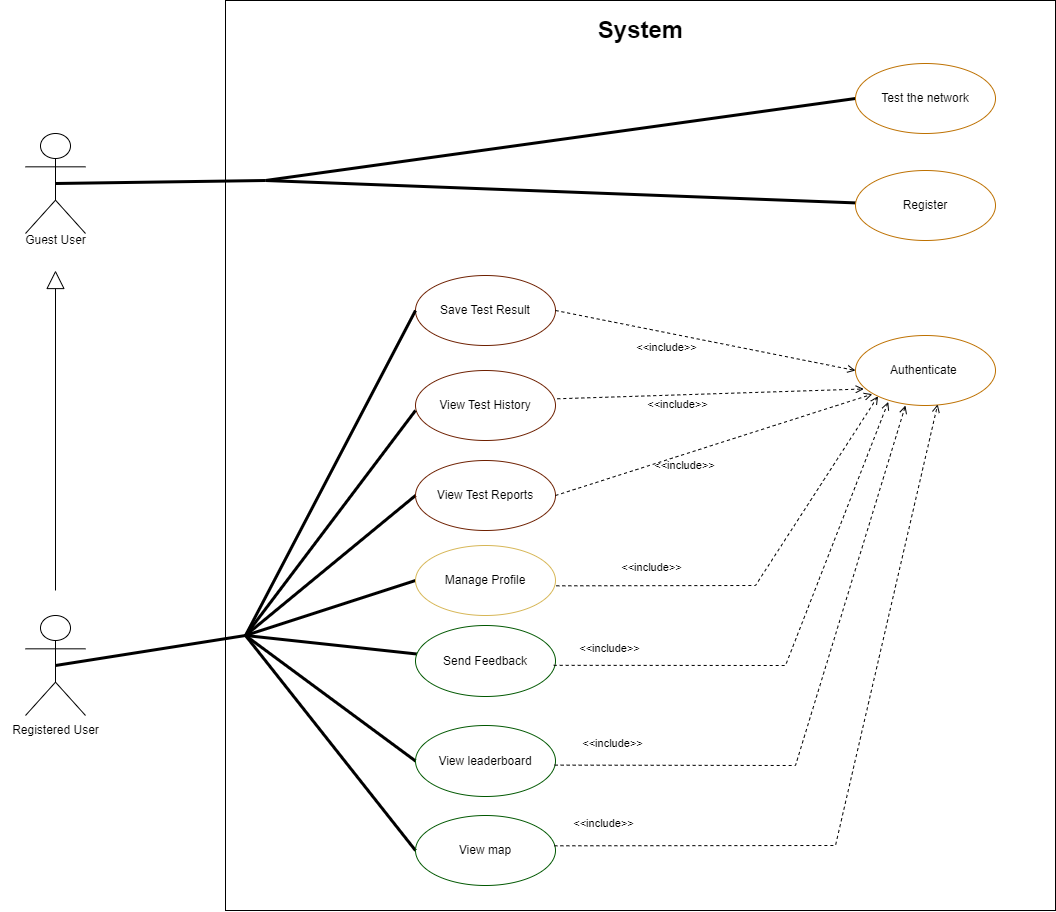 System
Test the network
Register
Guest User
Save Test Result
<<include>>
Authenticate
View Test History
<<include>>
View Test Reports
<<include>>
Manage Profile
<<include>>
Send Feedback
<<include>>
Registered User
View leaderboard
<<include>>
View map
<<include>>